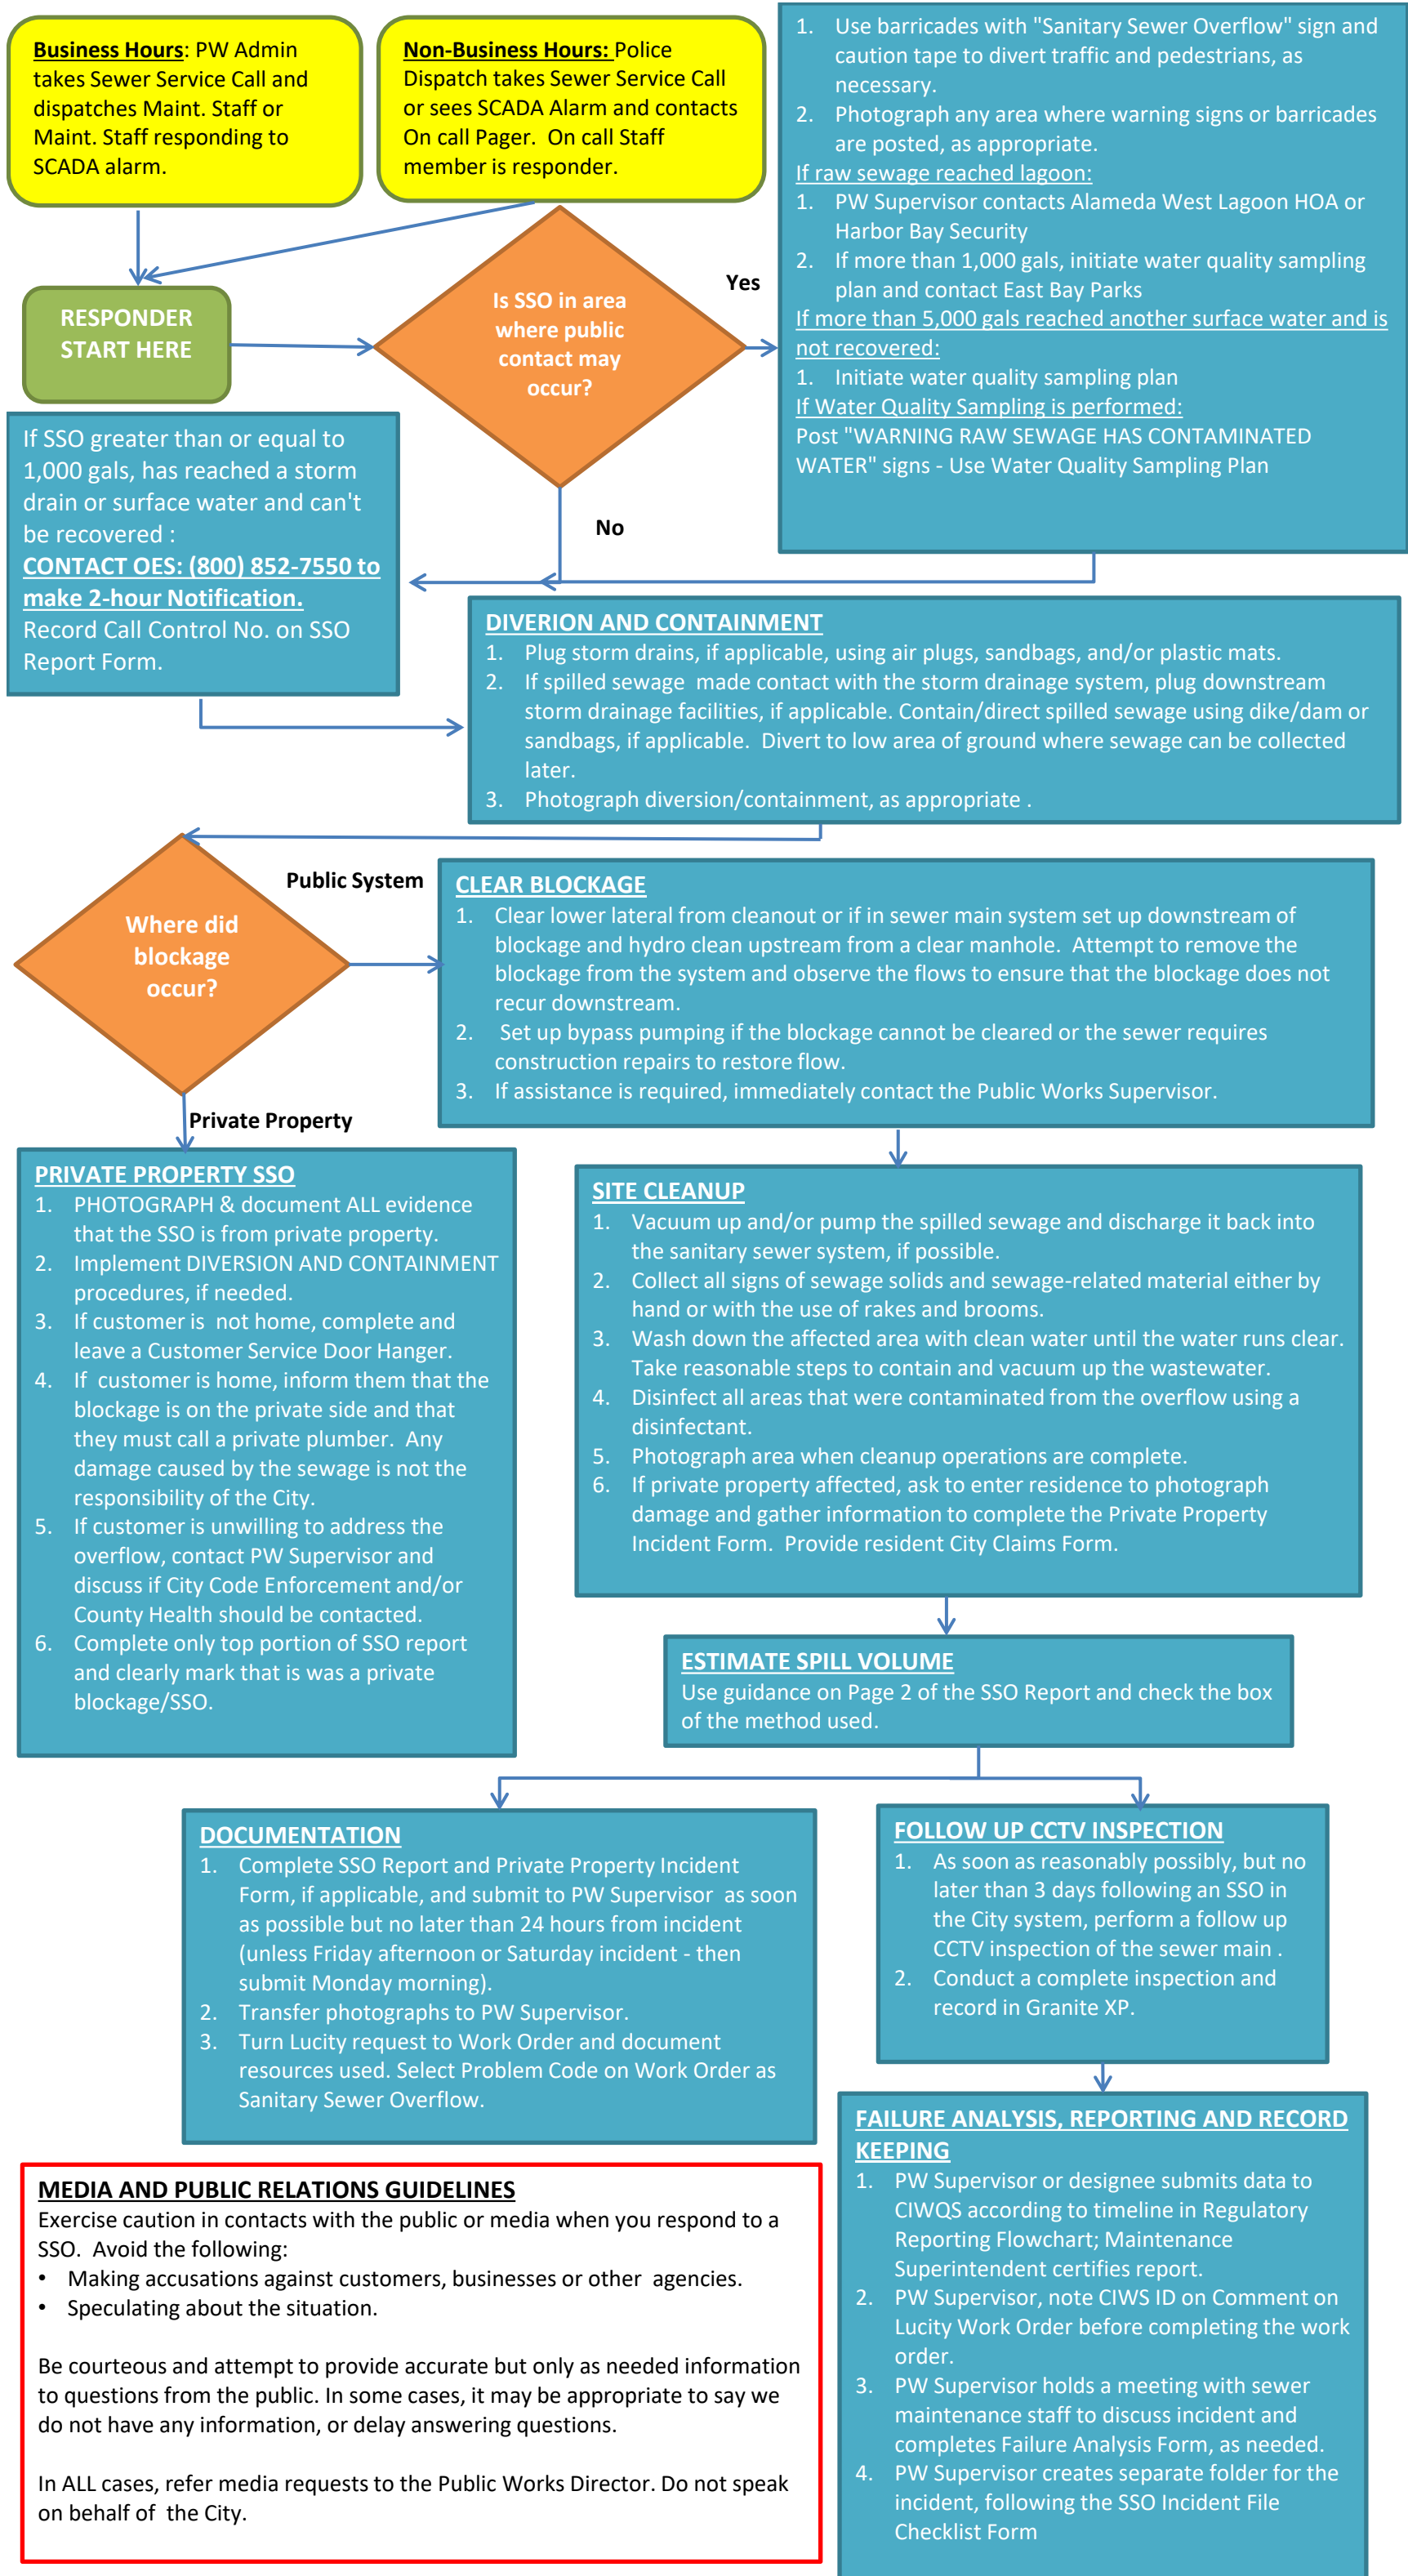 Business Hours: PW Admin
takes Sewer Service Call and
dispatches Maint. Staff or
Maint. Staff responding to
SCADA alarm.
Non-Business Hours: Police
Dispatch takes Sewer Service Call
or sees SCADA Alarm and contacts
On call Pager.  On call Staff
member is responder.
RESPONDER
START HERE
Is SSO in area
where public
contact may
occur?
Yes
No
1. Use barricades with "Sanitary Sewer Overflow" sign and
caution tape to divert traffic and pedestrians, as
necessary.
2. Photograph any area where warning signs or barricades
are posted, as appropriate.
If raw sewage reached lagoon:
1. PW Supervisor contacts Alameda West Lagoon HOA or
Harbor Bay Security
2. If more than 1,000 gals, initiate water quality sampling
plan and contact East Bay Parks
If more than 5,000 gals reached another surface water and is
not recovered:
1. Initiate water quality sampling plan
If Water Quality Sampling is performed:
Post "WARNING RAW SEWAGE HAS CONTAMINATED
WATER" signs - Use Water Quality Sampling Plan
If SSO greater than or equal to
1,000 gals, has reached a storm
drain or surface water and can't
be recovered :
CONTACT OES: (800) 852-7550 to
make 2-hour Notification.
Record Call Control No. on SSO
Report Form.
DIVERION AND CONTAINMENT
1. Plug storm drains, if applicable, using air plugs, sandbags, and/or plastic mats.
2. If spilled sewage  made contact with the storm drainage system, plug downstream
storm drainage facilities, if applicable. Contain/direct spilled sewage using dike/dam or
sandbags, if applicable.  Divert to low area of ground where sewage can be collected
later.
3. Photograph diversion/containment, as appropriate .
Where did
blockage
occur?
Public System
Private Property
CLEAR BLOCKAGE
1. Clear lower lateral from cleanout or if in sewer main system set up downstream of
blockage and hydro clean upstream from a clear manhole.  Attempt to remove the
blockage from the system and observe the flows to ensure that the blockage does not
recur downstream.
2. Set up bypass pumping if the blockage cannot be cleared or the sewer requires
construction repairs to restore flow.
3. If assistance is required, immediately contact the Public Works Supervisor.
PRIVATE PROPERTY SSO
1. PHOTOGRAPH & document ALL evidence
that the SSO is from private property.
2. Implement DIVERSION AND CONTAINMENT
procedures, if needed.
3. If customer is  not home, complete and
leave a Customer Service Door Hanger.
4. If  customer is home, inform them that the
blockage is on the private side and that
they must call a private plumber.  Any
damage caused by the sewage is not the
responsibility of the City.
5. If customer is unwilling to address the
overflow, contact PW Supervisor and
discuss if City Code Enforcement and/or
County Health should be contacted.
6. Complete only top portion of SSO report
and clearly mark that is was a private
blockage/SSO.
SITE CLEANUP
1. Vacuum up and/or pump the spilled sewage and discharge it back into
the sanitary sewer system, if possible.
2. Collect all signs of sewage solids and sewage-related material either by
hand or with the use of rakes and brooms.
3. Wash down the affected area with clean water until the water runs clear.
Take reasonable steps to contain and vacuum up the wastewater.
4. Disinfect all areas that were contaminated from the overflow using a
disinfectant.
5. Photograph area when cleanup operations are complete.
6. If private property affected, ask to enter residence to photograph
damage and gather information to complete the Private Property
Incident Form.  Provide resident City Claims Form.
ESTIMATE SPILL VOLUME
Use guidance on Page 2 of the SSO Report and check the box
of the method used.
DOCUMENTATION
1. Complete SSO Report and Private Property Incident
Form, if applicable, and submit to PW Supervisor  as soon
as possible but no later than 24 hours from incident
(unless Friday afternoon or Saturday incident - then
submit Monday morning).
2. Transfer photographs to PW Supervisor.
3. Turn Lucity request to Work Order and document
resources used. Select Problem Code on Work Order as
Sanitary Sewer Overflow.
FOLLOW UP CCTV INSPECTION
1. As soon as reasonably possibly, but no
later than 3 days following an SSO in
the City system, perform a follow up
CCTV inspection of the sewer main .
2. Conduct a complete inspection and
record in Granite XP.
FAILURE ANALYSIS, REPORTING AND RECORD
KEEPING
1. PW Supervisor or designee submits data to
CIWQS according to timeline in Regulatory
Reporting Flowchart; Maintenance
Superintendent certifies report.
2. PW Supervisor, note CIWS ID on Comment on
Lucity Work Order before completing the work
order.
3. PW Supervisor holds a meeting with sewer
maintenance staff to discuss incident and
completes Failure Analysis Form, as needed.
4. PW Supervisor creates separate folder for the
incident, following the SSO Incident File
Checklist Form
MEDIA AND PUBLIC RELATIONS GUIDELINES
Exercise caution in contacts with the public or media when you respond to a
SSO.  Avoid the following:
• Making accusations against customers, businesses or other  agencies.
• Speculating about the situation.
Be courteous and attempt to provide accurate but only as needed information
to questions from the public. In some cases, it may be appropriate to say we
do not have any information, or delay answering questions.
In ALL cases, refer media requests to the Public Works Director. Do not speak
on behalf of  the City.